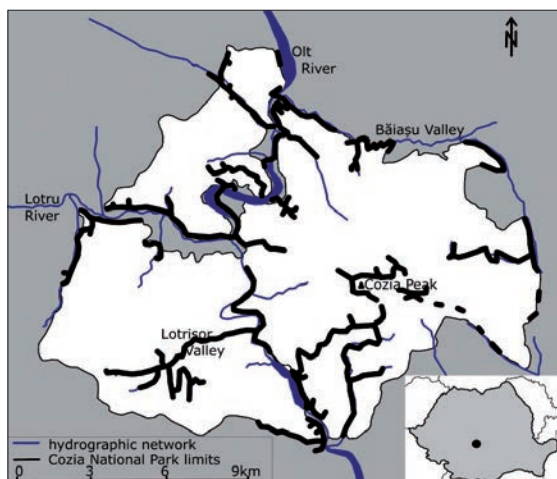 Olt
River
N
Băiașu Valley
Lotru
River
Cozia Peak
Lotrișor
Valley
hydrographic network
Cozia National Park limits
0 3 6 9km